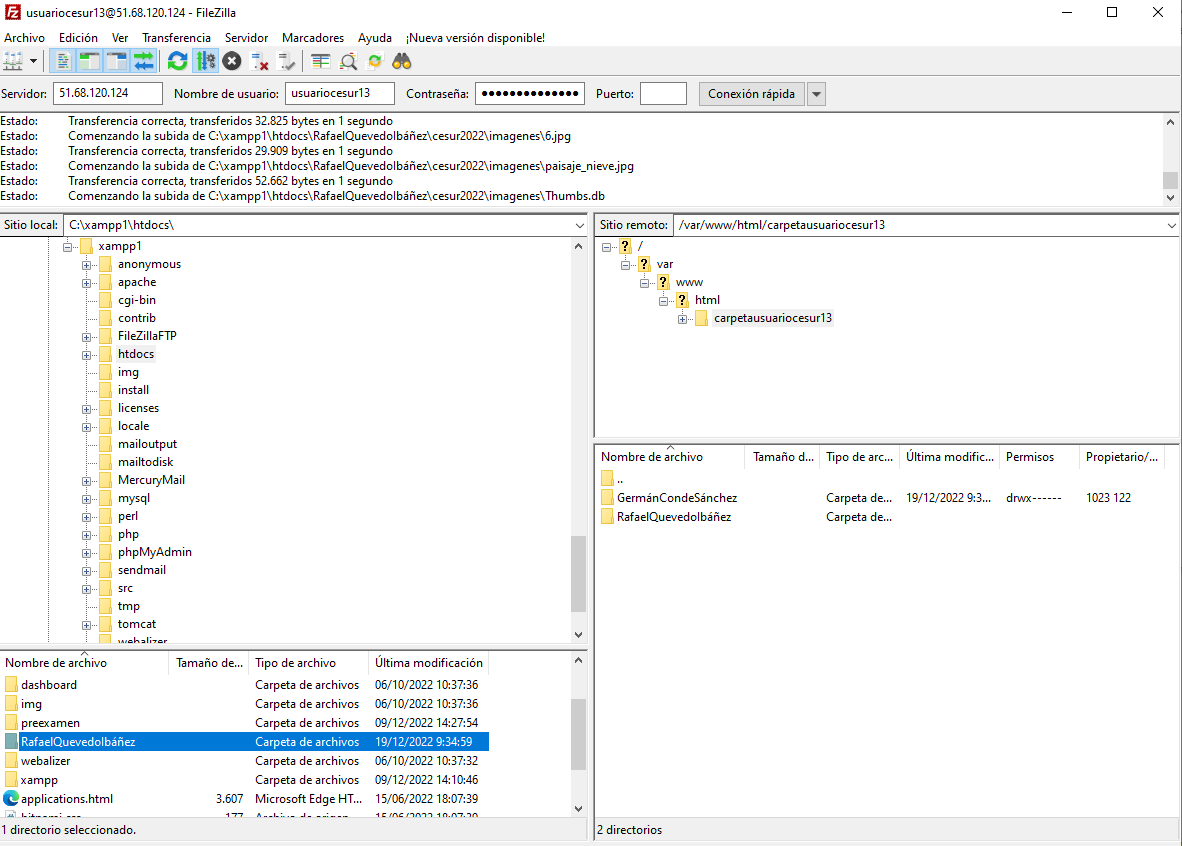 usuariocesur13@51.68.120.124 - FileZilla
Archivo Edición Ver Transferencia Servidor Marcadores Ayuda ¡Nueva versión disponible!
Servidor: 51.68.120.124 Nombre de usuario: usuariocesur13 Contraseña: ●●●●●●●●●●●●●● Puerto: Conexión rápida
Estado: Transferencia correcta, transferidos 32.825 bytes en 1 segundo
Estado: Comenzando la subida de C:\xampp1\htdocs\RafaelQuevedoIbáñez\cesur2022\imagenes\6.jpg
Estado: Transferencia correcta, transferidos 29.909 bytes en 1 segundo
Estado: Comenzando la subida de C:\xampp1\htdocs\RafaelQuevedoIbáñez\cesur2022\imagenes\paisaje_nieve.jpg
Estado: Transferencia correcta, transferidos 52.662 bytes en 1 segundo
Estado: Comenzando la subida de C:\xampp1\htdocs\RafaelQuevedoIbáñez\cesur2022\imagenes\Thumbs.db
Sitio local: C:\xampp1\htdocs\
xampp1
anonymous
apache
cgi-bin
contrib
FileZillaFTP
htdocs
img
install
licenses
locale
mailoutput
mailtodisk
MercuryMail
mysql
perl
php
phpMyAdmin
sendmail
src
tmp
tomcat
webalizer
Nombre de archivo Tamaño de... Tipo de archivo Última modificación
dashboard Carpeta de archivos 06/10/2022 10:37:36
img Carpeta de archivos 06/10/2022 10:37:36
preexamen Carpeta de archivos 09/12/2022 14:27:54
RafaelQuevedoIbáñez Carpeta de archivos 19/12/2022 9:34:59
webalizer Carpeta de archivos 06/10/2022 10:37:32
xampp Carpeta de archivos 09/12/2022 14:10:46
applications.html 3.607 Microsoft Edge HT... 15/06/2022 18:07:39
bitnami.css 177 Archivo de origen 15/06/2022 18:07:39
1 directorio seleccionado.
Sitio remoto: /var/www/html/carpetausuariocesur13
/
var
www
html
carpetausuariocesur13
Nombre de archivo Tamaño d... Tipo de arc... Última modific... Permisos Propietario/...
..
GermánCondeSánchez Carpeta de... 19/12/2022 9:3... drwx------ 1023 122
RafaelQuevedoIbáñez Carpeta de...
2 directorios